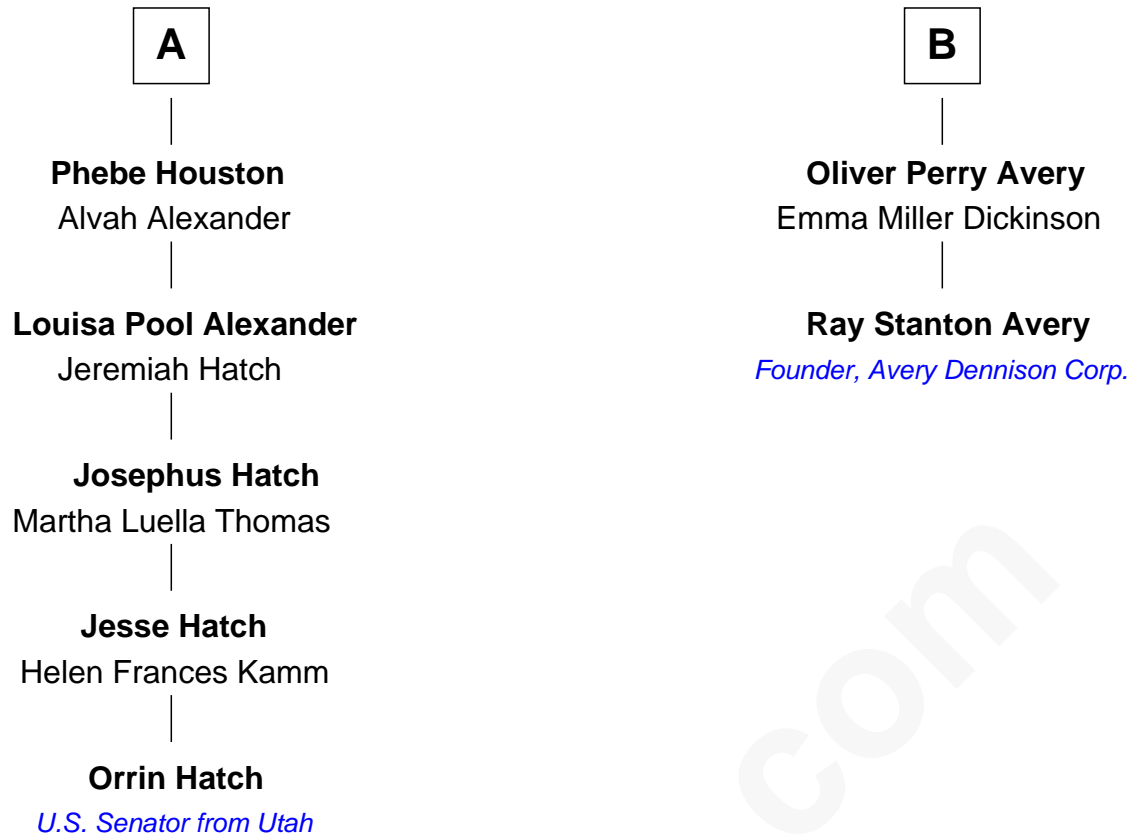 A
Phebe Houston
Alvah Alexander
Louisa Pool Alexander
Jeremiah Hatch
Josephus Hatch
Martha Luella Thomas
Jesse Hatch
Helen Frances Kamm
Orrin Hatch
U.S. Senator from Utah
B
Oliver Perry Avery
Emma Miller Dickinson
Ray Stanton Avery
Founder, Avery Dennison Corp.
com